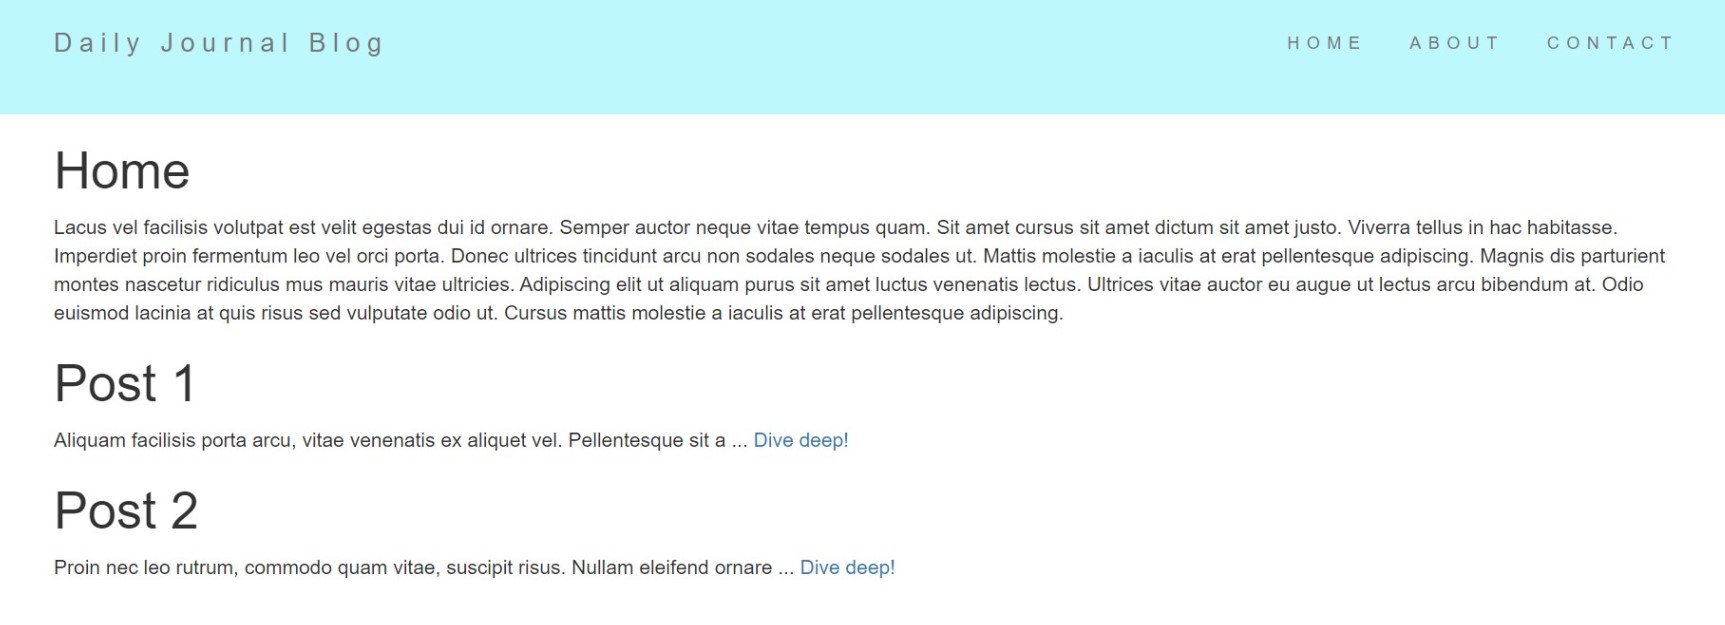 Daily Journal Blog
HOME ABOUT CONTACT
Home
Lacus vel facilisis volutpat est velit egestas dui id ornare. Semper auctor neque vitae tempus quam. Sit amet cursus sit amet dictum sit amet justo. Viverra tellus in hac habitasse.
Imperdiet proin fermentum leo vel orci porta. Donec ultrices tincidunt arcu non sodales neque sodales ut. Mattis molestie a iaculis at erat pellentesque adipiscing. Magnis dis parturient
montes nascetur ridiculus mus mauris vitae ultricies. Adipiscing elit ut aliquam purus sit amet luctus venenatis lectus. Ultrices vitae auctor eu augue ut lectus arcu bibendum at. Odio
euismod lacinia at quis risus sed vulputate odio ut. Cursus mattis molestie a iaculis at erat pellentesque adipiscing.
Post 1
Aliquam facilisis porta arcu, vitae venenatis ex aliquet vel. Pellentesque sit a ... Dive deep!
Post 2
Proin nec leo rutrum, commodo quam vitae, suscipit risus. Nullam eleifend ornare ... Dive deep!